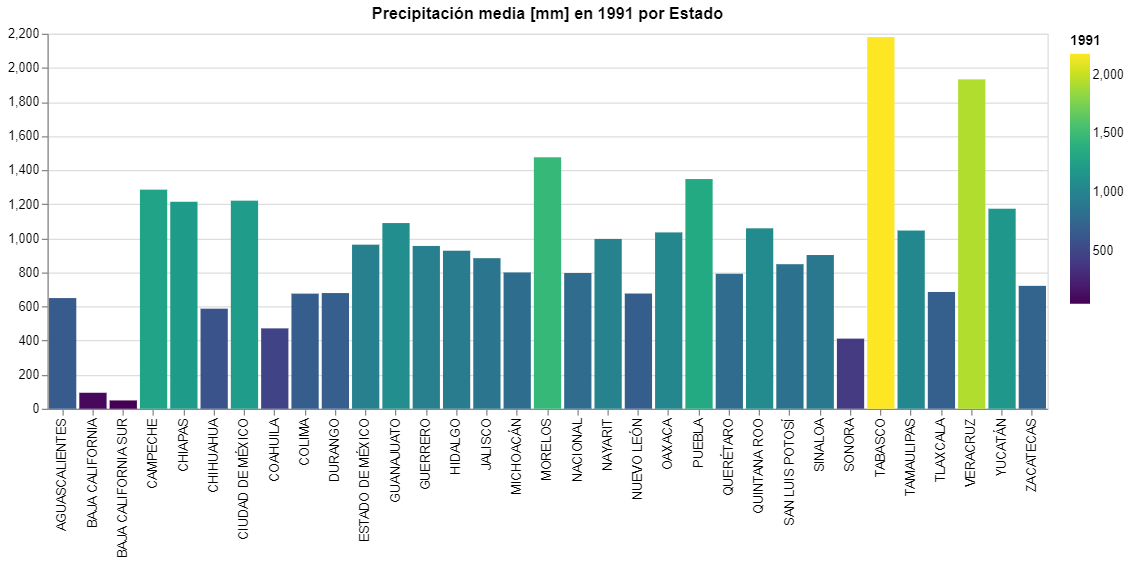 Precipitación media [mm] en 1991 por Estado
2,200
2,000
1,800
1,600
1,400
1,200
1,000
800
600
400
200
0
AGUASCALIENTES
BAJA CALIFORNIA
BAJA CALIFORNIA SUR
CAMPECHE
CHIAPAS
CHIHUAHUA
CIUDAD DE MÉXICO
COAHUILA
COLIMA
DURANGO
ESTADO DE MÉXICO
GUANAJUATO
GUERRERO
HIDALGO
JALISCO
MICHOACÁN
MORELOS
NACIONAL
NAYARIT
NUEVO LEÓN
OAXACA
PUEBLA
QUERÉTARO
QUINTANA ROO
SAN LUIS POTOSÍ
SINALOA
SONORA
TABASCO
TAMAULIPAS
TLAXCALA
VERACRUZ
YUCATÁN
ZACATECAS
1991
2,000
1,500
1,000
500